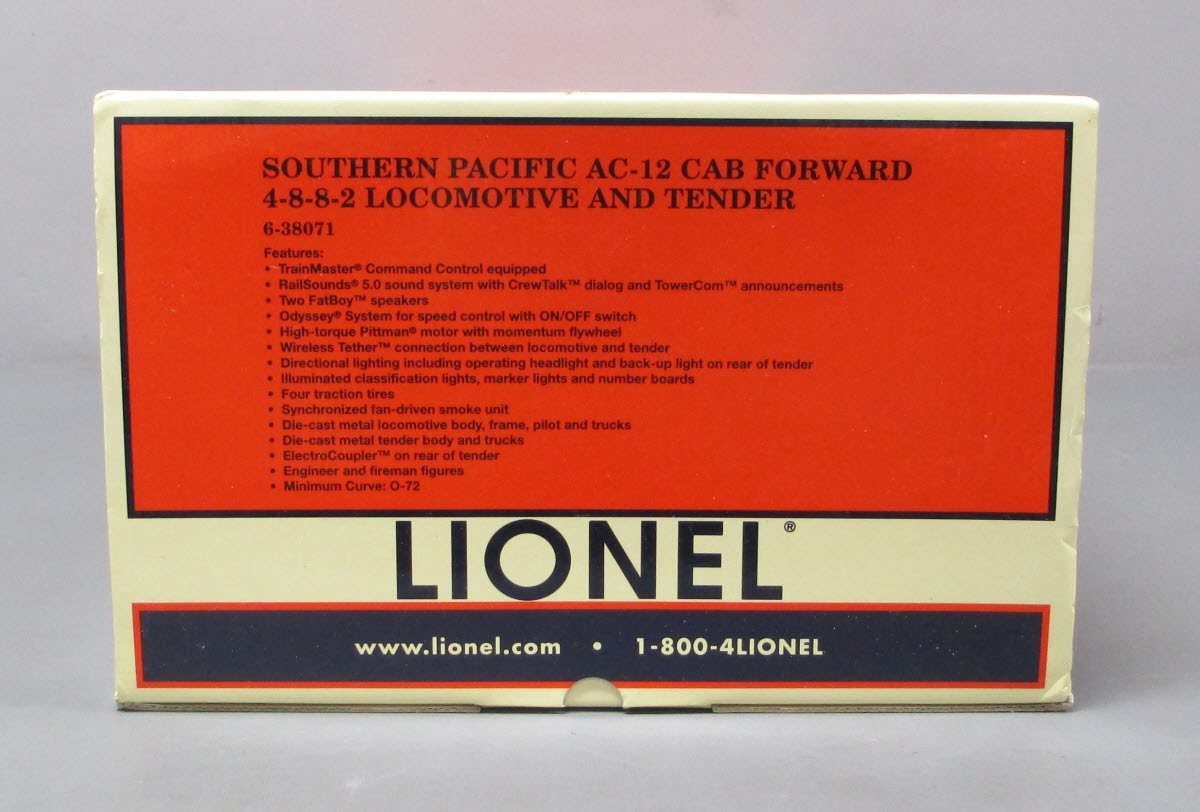 SOUTHERN PACIFIC AC-12 CAB FORWARD
4-8-8-2 LOCOMOTIVE AND TENDER
6-38071
Features:
• TrainMaster® Command Control equipped
• RailSounds® 5.0 sound system with CrewTalk™ dialog and TowerCom™ announcements
• Two FatBoy™ speakers
• Odyssey® System for speed control with ON/OFF switch
• High-torque Pittman® motor with momentum flywheel
• Wireless Tether™ connection between locomotive and tender
• Directional lighting including operating headlight and back-up light on rear of tender
• Illuminated classification lights, marker lights and number boards
• Four traction tires
• Synchronized fan-driven smoke unit
• Die-cast metal locomotive body, frame, pilot and trucks
• Die-cast metal tender body and trucks
• ElectroCoupler™ on rear of tender
• Engineer and fireman figures
• Minimum Curve: O-72
LIONEL®
www.lionel.com • 1-800-4LIONEL